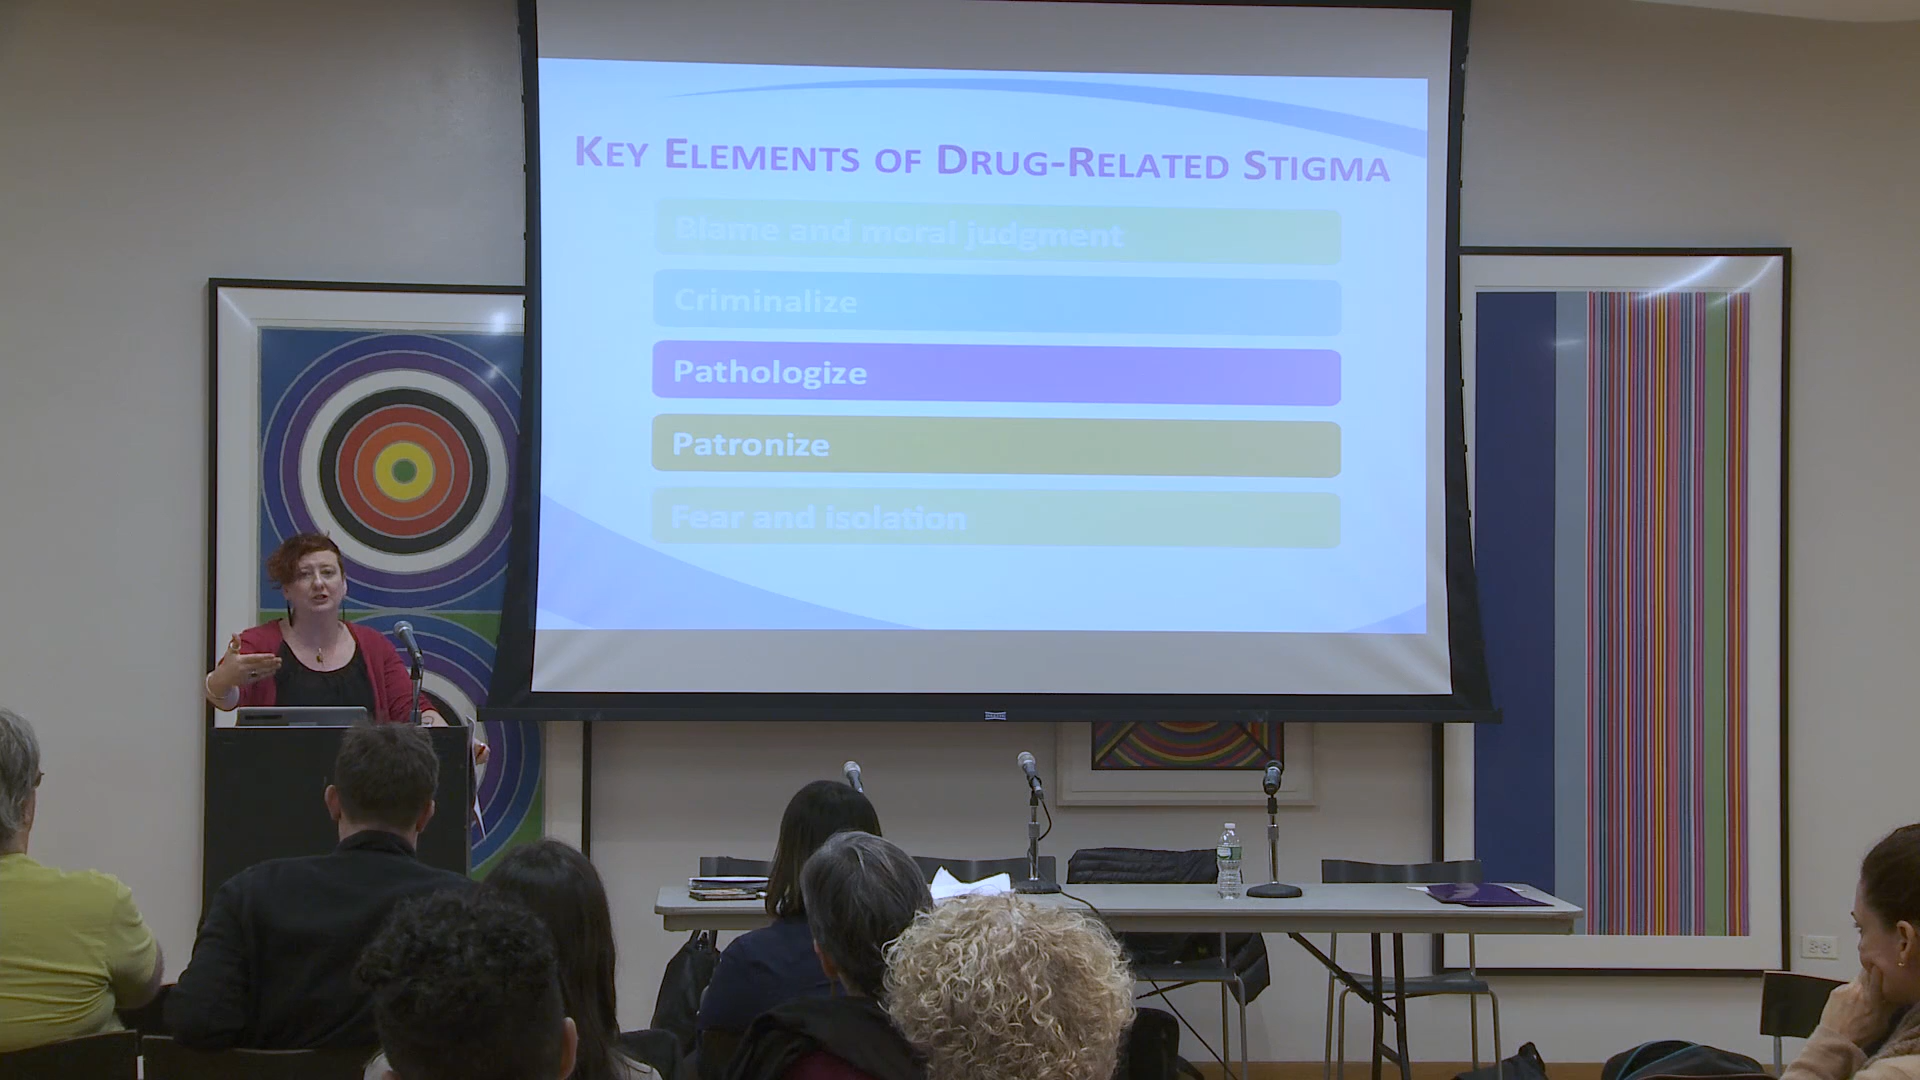 KEY ELEMENTS OF DRUG-RELATED STIGMA
Blame and moral judgment
Criminalize
Pathologize
Patronize
Fear and isolation